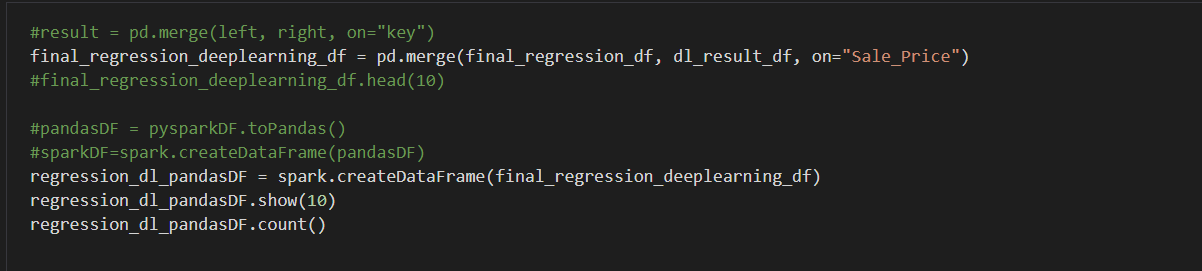 #result = pd.merge(left, right, on="key")
final_regression_deeplearning_df = pd.merge(final_regression_df, dl_result_df, on="Sale_Price")
#final_regression_deeplearning_df.head(10)
#pandasDF = pysparkDF.toPandas()
#sparkDF=spark.createDataFrame(pandasDF)
regression_dl_pandasDF = spark.createDataFrame(final_regression_deeplearning_df)
regression_dl_pandasDF.show(10)
regression_dl_pandasDF.count()